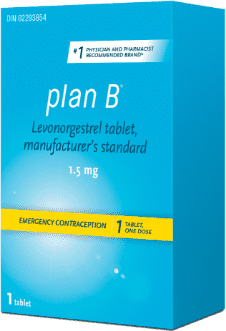 DIN 02293854
#1 PHYSICIAN AND PHARMACIST
RECOMMENDED BRAND*
plan B®
Levonorgestrel tablet,
manufacturer's standard
1.5 mg
EMERGENCY CONTRACEPTION 1 TABLET,
ONE DOSE
1 tablet